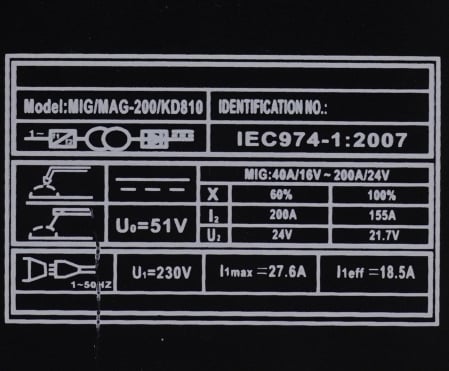 Model:MIG/MAG-200/KD810 IDENTIFICATION NO.:
1~ IEC974-1:2007
MIG:40A/16V~200A/24V
X 60% 100%
U₀=51V I₂ 200A 155A
U₂ 24V 21.7V
1~50HZ U₁=230V I₁max=27.6A I₁eff=18.5A